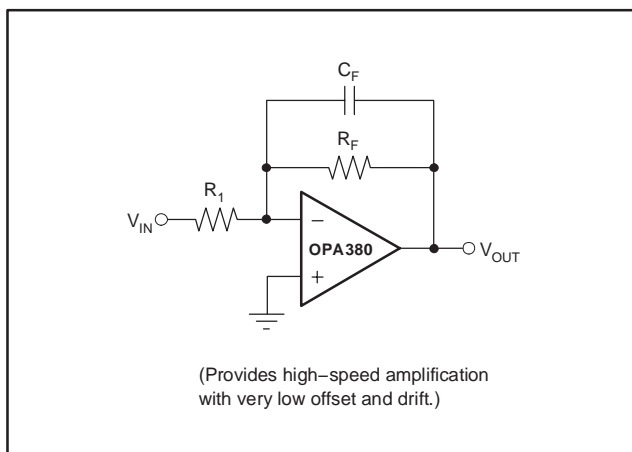 C_F
R_F
R_1
V_IN
−
OPA380
+
V_OUT
(Provides high−speed amplification
with very low offset and drift.)